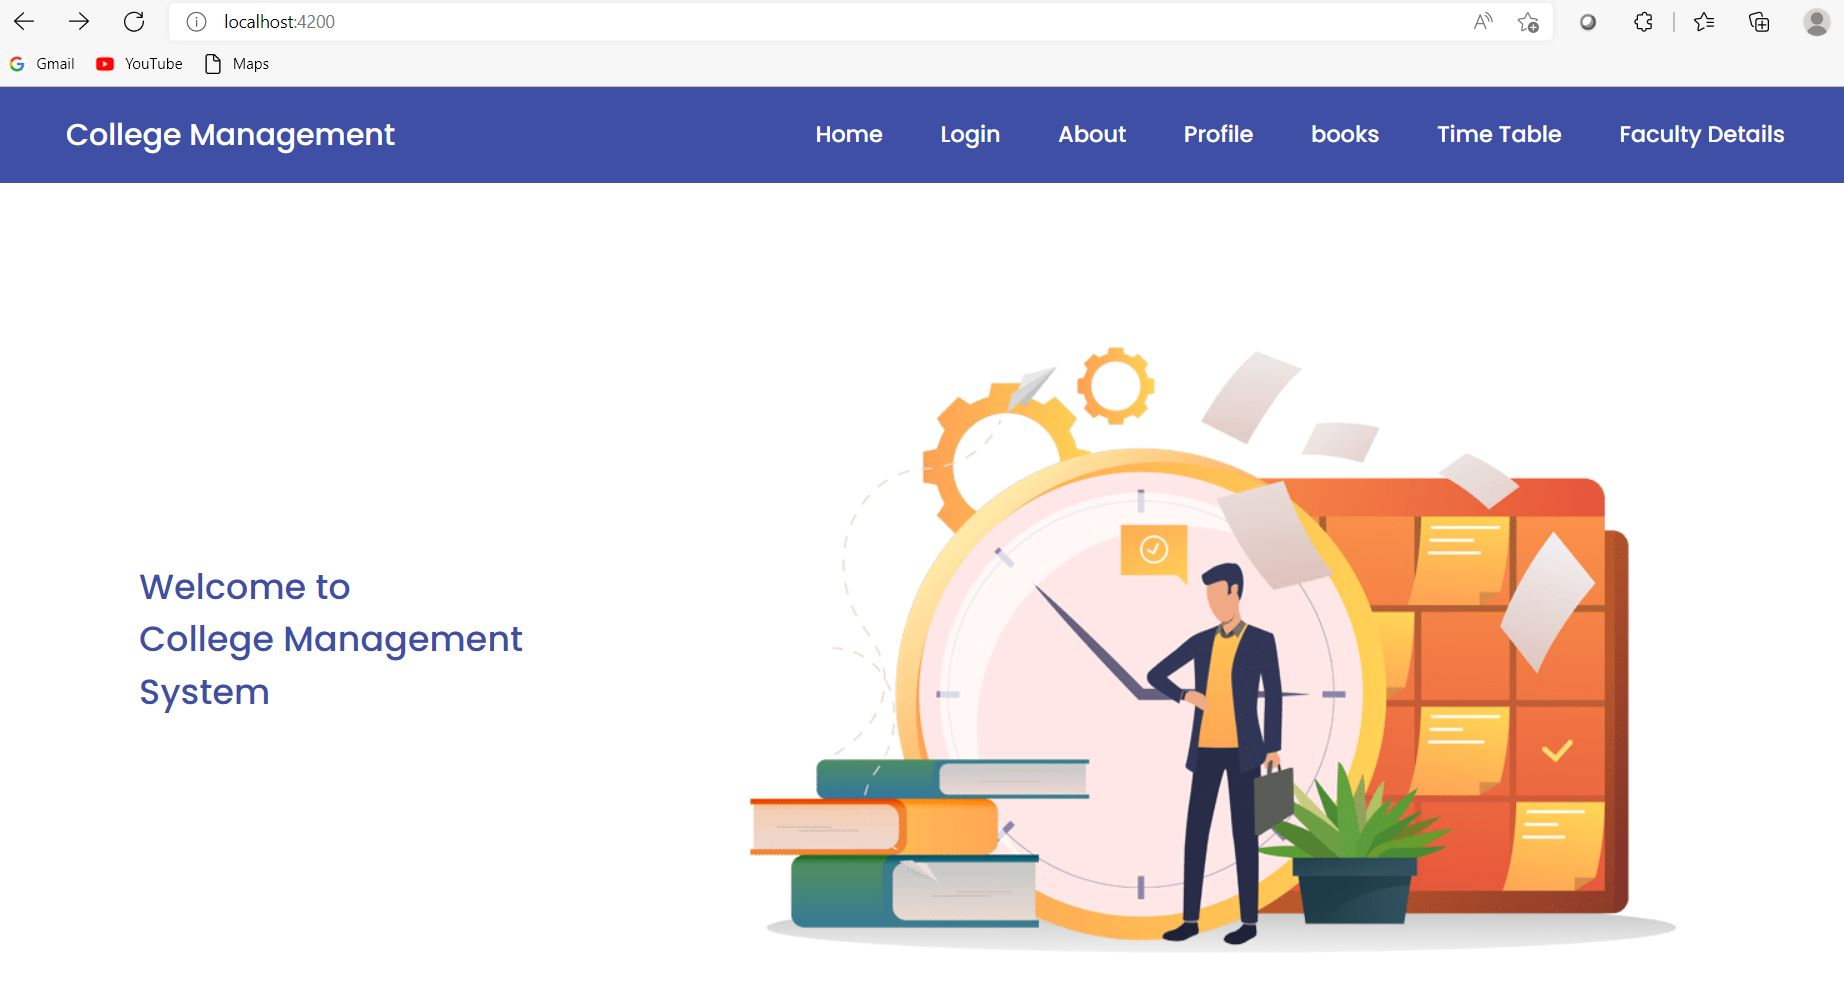 localhost:4200
Gmail YouTube Maps
College Management Home Login About Profile books Time Table Faculty Details
Welcome to
College Management
System